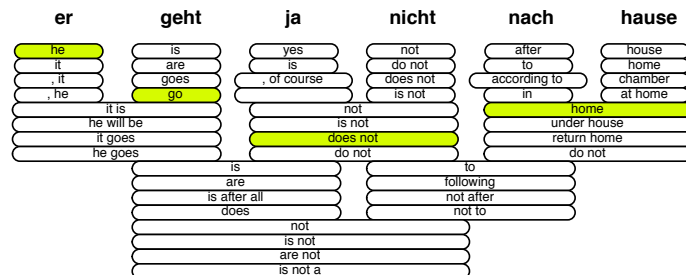 er geht ja nicht nach hause
he is yes not after house
it are is do not to home
, it goes , of course does not according to chamber
, he go is not in at home
it is not home
he will be is not under house
it goes does not return home
he goes do not do not
is to
are following
is after all not after
does not to
not
is not
are not
is not a